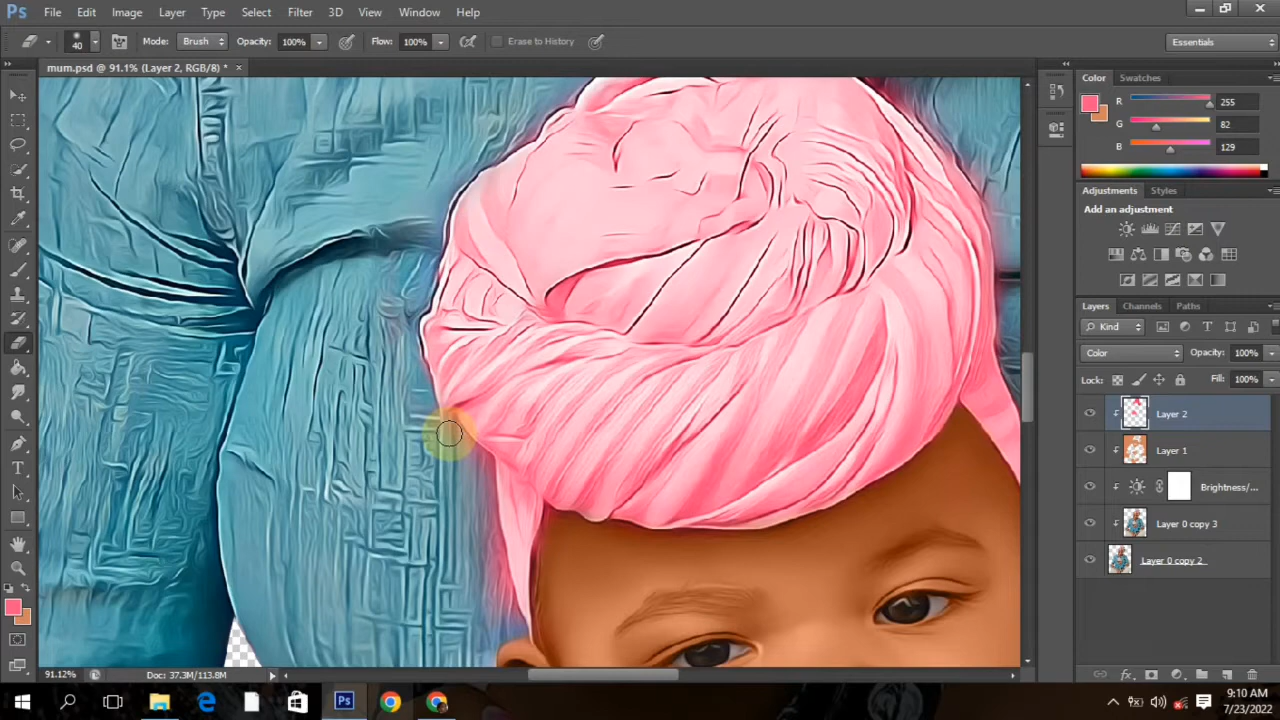 Ps File Edit Image Layer Type Select Filter 3D View Window Help
40 Mode: Brush Opacity: 100% Flow: 100% Erase to History Essentials
mum.psd @ 91.1% (Layer 2, RGB/8) * ×
Color Swatches
R 255
G 82
B 129
Adjustments Styles
Add an adjustment
Layers Channels Paths
Kind
Color Opacity: 100%
Lock: Fill: 100%
Layer 2
Layer 1
Brightness/...
Layer 0 copy 3
Layer 0 copy 2
91.12% Doc: 37.3M/113.8M
9:10 AM
7/23/2022